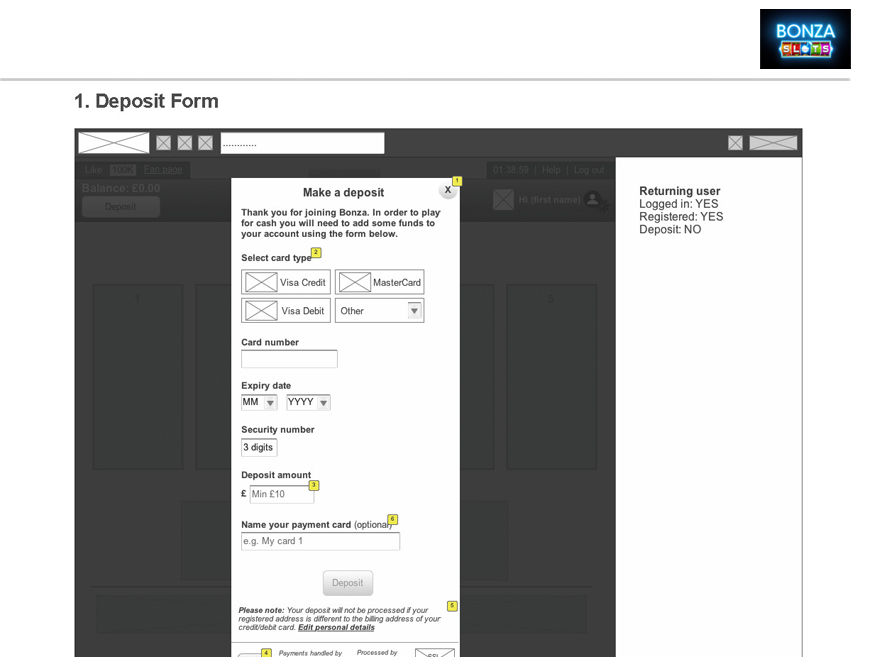 BONZA
SLOTS
1. Deposit Form
............
Like 100K Fan page
01:38:59 | Help | Log out
Balance: £0.00
Deposit
HI (first name)
1
5
1
Make a deposit
X
Thank you for joining Bonza. In order to play
for cash you will need to add some funds to
your account using the form below.
Select card type
2
Visa Credit
MasterCard
Visa Debit
Other
Card number
Expiry date
MM
YYYY
Security number
3 digits
Deposit amount
3
£ Min £10
Name your payment card (optional)
6
e.g. My card 1
Deposit
Please note: Your deposit will not be processed if your
registered address is different to the billing address of your
credit/debit card. Edit personal details
5
4
Payments handled by
Processed by
SSL
Returning user
Logged in: YES
Registered: YES
Deposit: NO